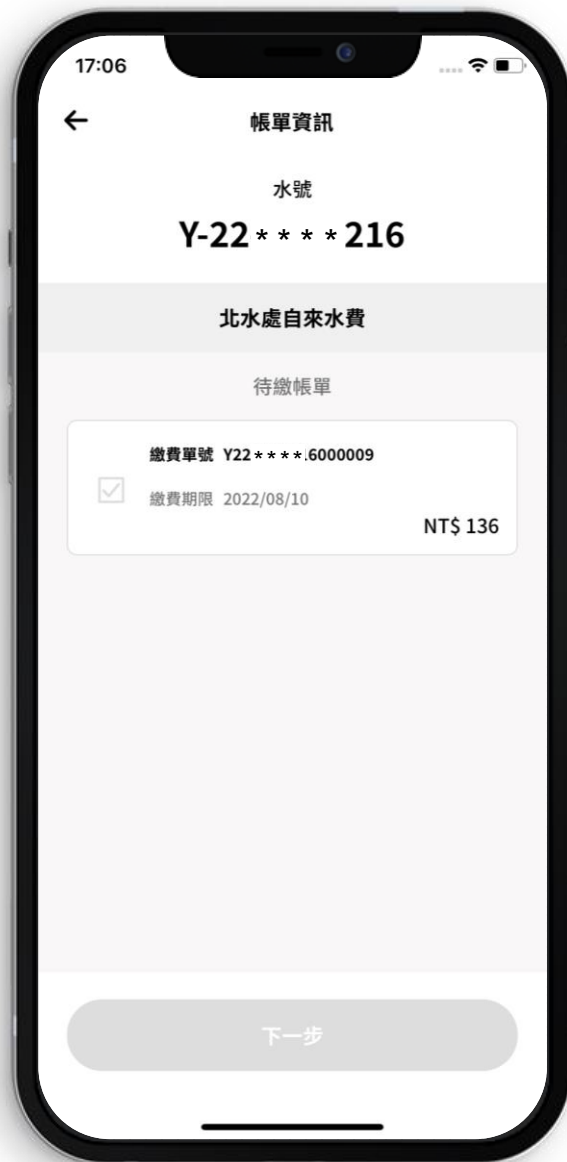 17:06
帳單資訊
水號
Y-22****216
北水處自來水費
待繳帳單
繳費單號 Y22****.6000009
繳費期限 2022/08/10
NT$ 136
下一步